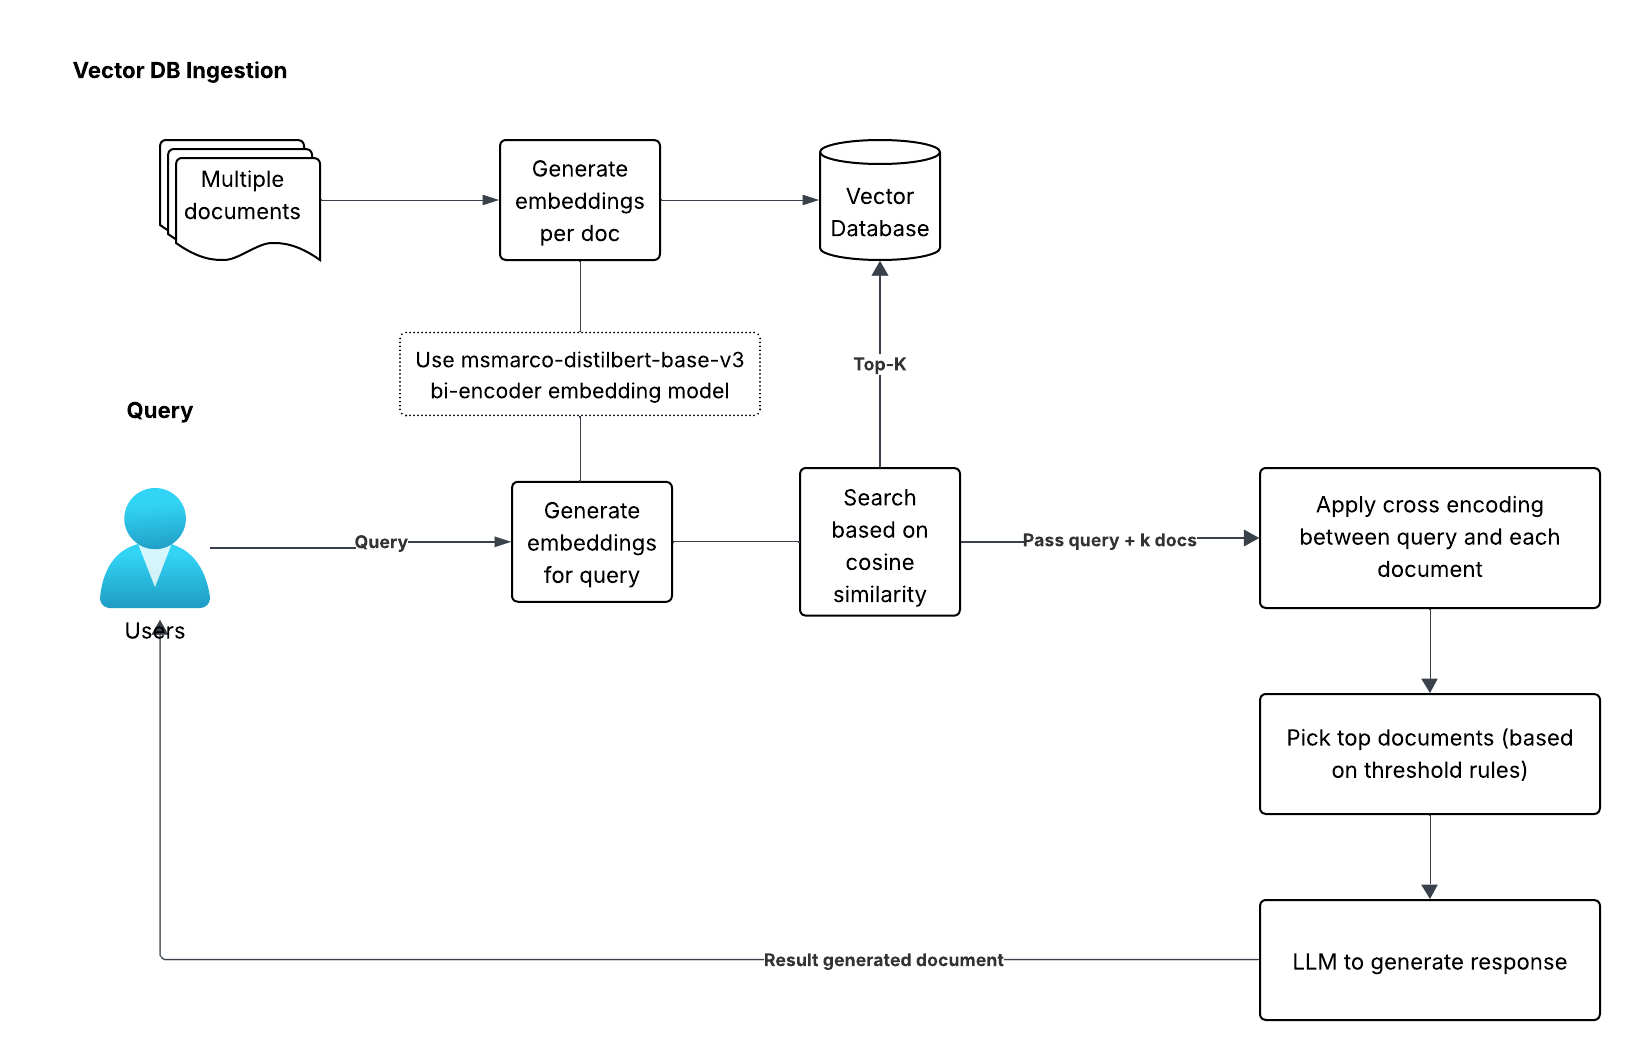 Vector DB Ingestion
Multiple
documents
Generate
embeddings
per doc
Vector
Database
Use msmarco-distilbert-base-v3
bi-encoder embedding model
Top-K
Query
Users
Query
Generate
embeddings
for query
Search
based on
cosine
similarity
Pass query + k docs
Apply cross encoding
between query and each
document
Pick top documents (based
on threshold rules)
LLM to generate response
Result generated document